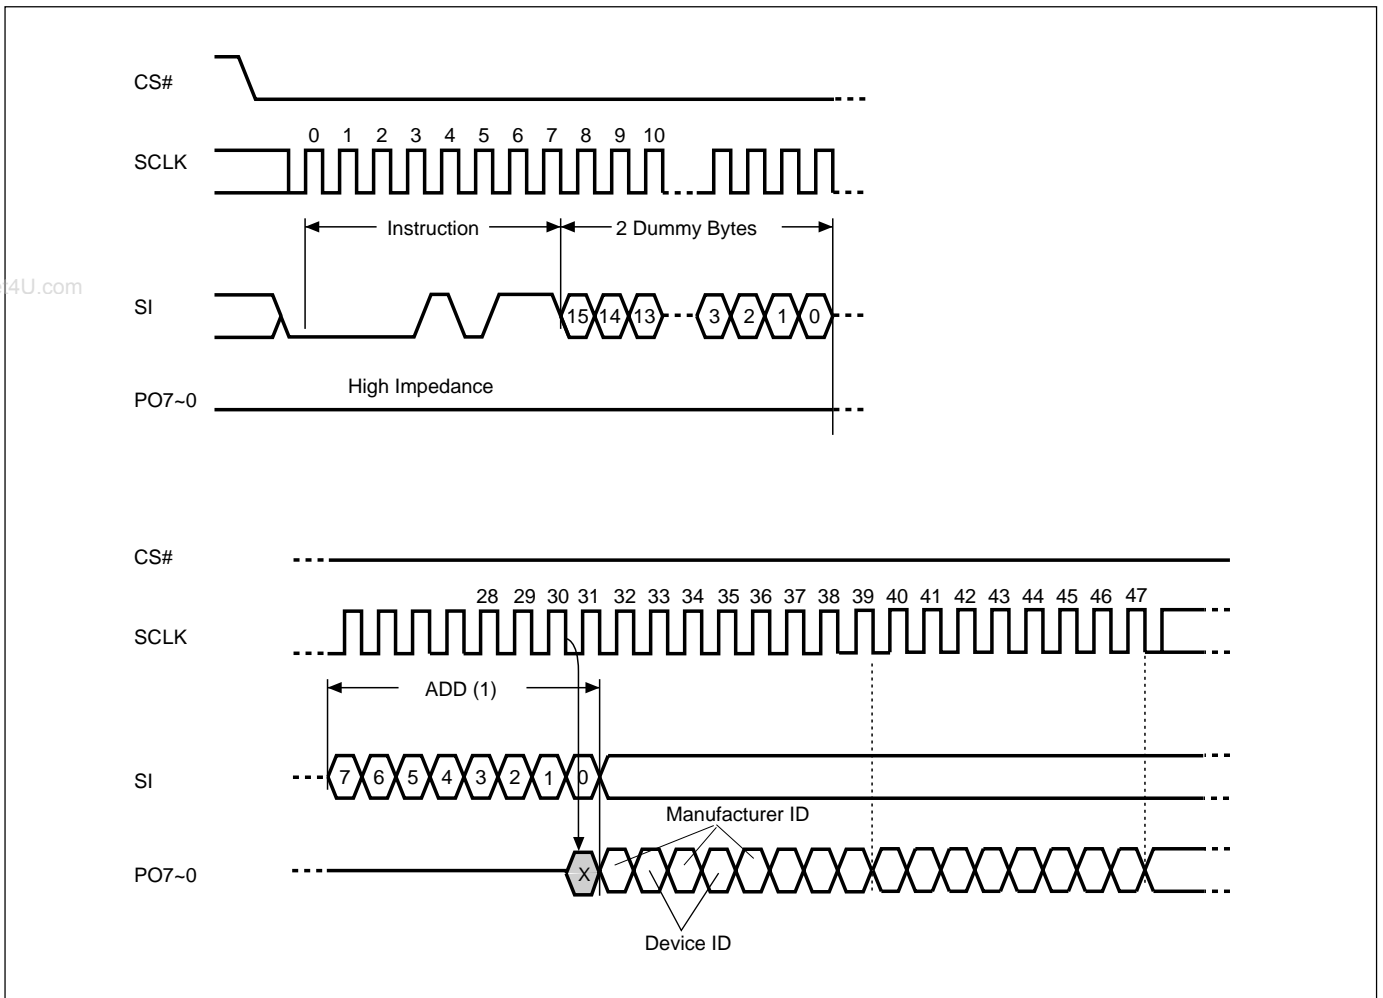 CS#
0 1 2 3 4 5 6 7 8 9 10
SCLK
Instruction 2 Dummy Bytes
4U.com
SI
15 14 13 3 2 1 0
High Impedance
PO7~0
CS#
28 29 30 31 32 33 34 35 36 37 38 39 40 41 42 43 44 45 46 47
SCLK
ADD (1)
SI
7 6 5 4 3 2 1 0
Manufacturer ID
PO7~0
X
Device ID